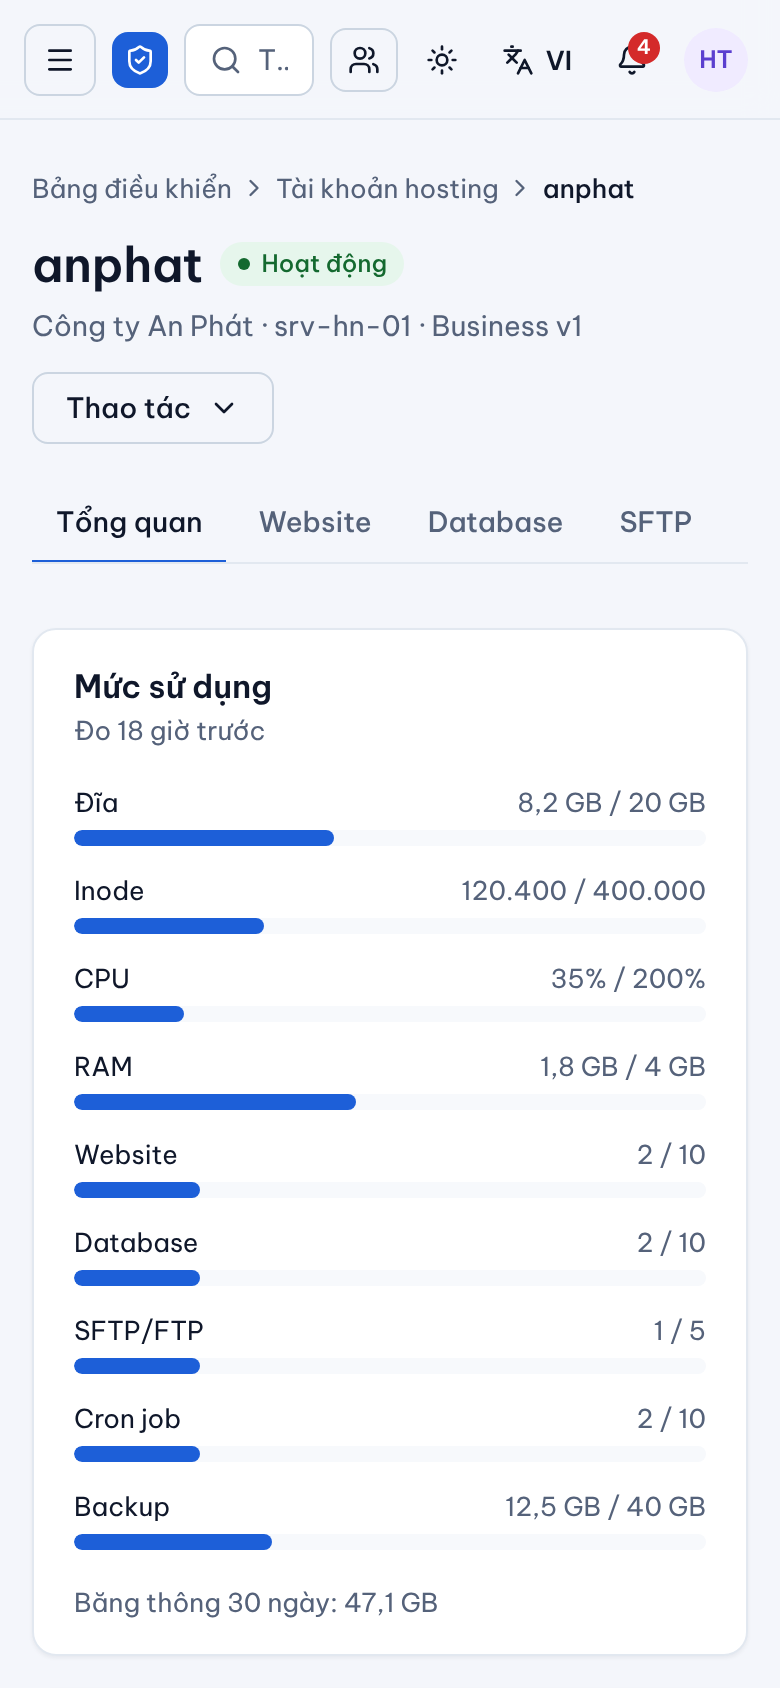 T..
VI
4
HT
Bảng điều khiển > Tài khoản hosting > anphat
anphat
Hoạt động
Công ty An Phát · srv-hn-01 · Business v1
Thao tác
Tổng quan Website Database SFTP
Mức sử dụng
Đo 18 giờ trước
Đĩa 8,2 GB / 20 GB
Inode 120.400 / 400.000
CPU 35% / 200%
RAM 1,8 GB / 4 GB
Website 2 / 10
Database 2 / 10
SFTP/FTP 1 / 5
Cron job 2 / 10
Backup 12,5 GB / 40 GB
Băng thông 30 ngày: 47,1 GB